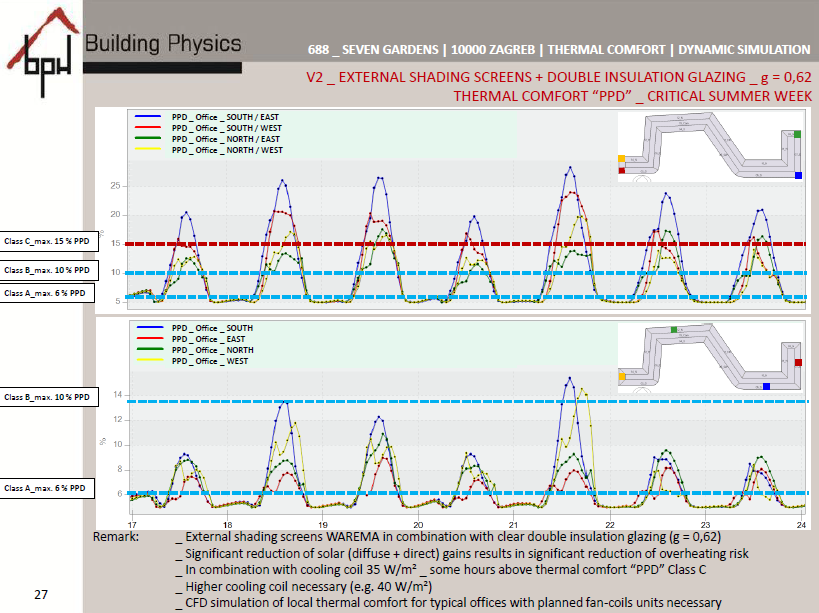 bph
Building Physics
688 _ SEVEN GARDENS | 10000 ZAGREB | THERMAL COMFORT | DYNAMIC SIMULATION
V2 _ EXTERNAL SHADING SCREENS + DOUBLE INSULATION GLAZING _ g = 0,62
THERMAL COMFORT “PPD” _ CRITICAL SUMMER WEEK
PPD _ Office _ SOUTH / EAST
PPD _ Office _ SOUTH / WEST
PPD _ Office _ NORTH / EAST
PPD _ Office _ NORTH / WEST
25
20
%
Class C_max. 15 % PPD
15
Class B_max. 10 % PPD
10
Class A_max. 6 % PPD
5
PPD _ Office _ SOUTH
PPD _ Office _ EAST
PPD _ Office _ NORTH
PPD _ Office _ WEST
Class B_max. 10 % PPD
14
12
%
10
8
Class A_max. 6 % PPD
6
17 18 19 20 21 22 23 24
Remark: _ External shading screens WAREMA in combination with clear double insulation glazing (g = 0,62)
_ Significant reduction of solar (diffuse + direct) gains results in significant reduction of overheating risk
_ In combination with cooling coil 35 W/m² _ some hours above thermal comfort “PPD” Class C
_ Higher cooling coil necessary (e.g. 40 W/m²)
_ CFD simulation of local thermal comfort for typical offices with planned fan-coils units necessary
27